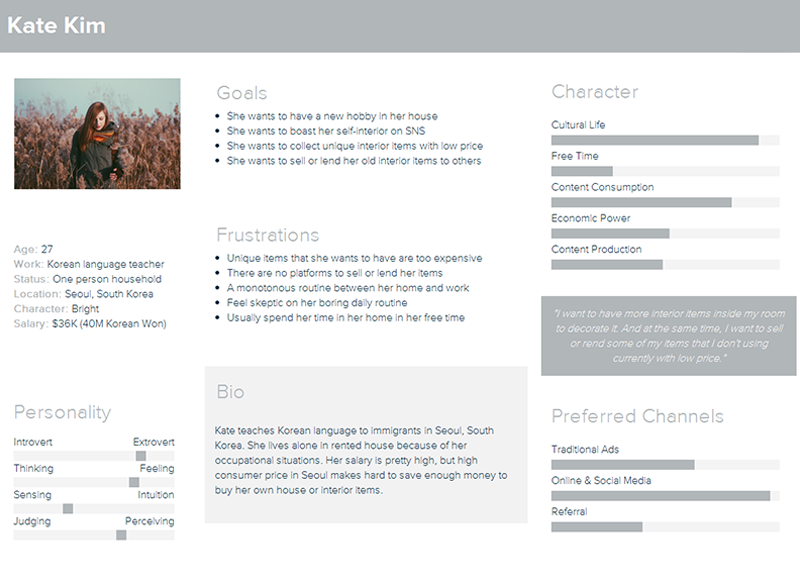 Kate Kim
Age: 27
Work: Korean language teacher
Status: One person household
Location: Seoul, South Korea
Character: Bright
Salary: $36K (40M Korean Won)
Personality
Introvert Extrovert
Thinking Feeling
Sensing Intuition
Judging Perceiving
Goals
She wants to have a new hobby in her house
She wants to boast her self-interior on SNS
She wants to collect unique interior items with low price
She wants to sell or lend her old interior items to others
Frustrations
Unique items that she wants to have are too expensive
There are no platforms to sell or lend her items
A monotonous routine between her home and work
Feel skeptic on her boring daily routine
Usually spend her time in her home in her free time
Bio
Kate teaches Korean language to immigrants in Seoul, South
Korea. She lives alone in rented house because of her
occupational situations. Her salary is pretty high, but high
consumer price in Seoul makes hard to save enough money to
buy her own house or interior items.
Character
Cultural Life
Free Time
Content Consumption
Economic Power
Content Production
"I want to have more interior items inside my room
to decorate it. And at the same time, I want to sell
or rend some of my items that I don't using
currently with low price."
Preferred Channels
Traditional Ads
Online & Social Media
Referral